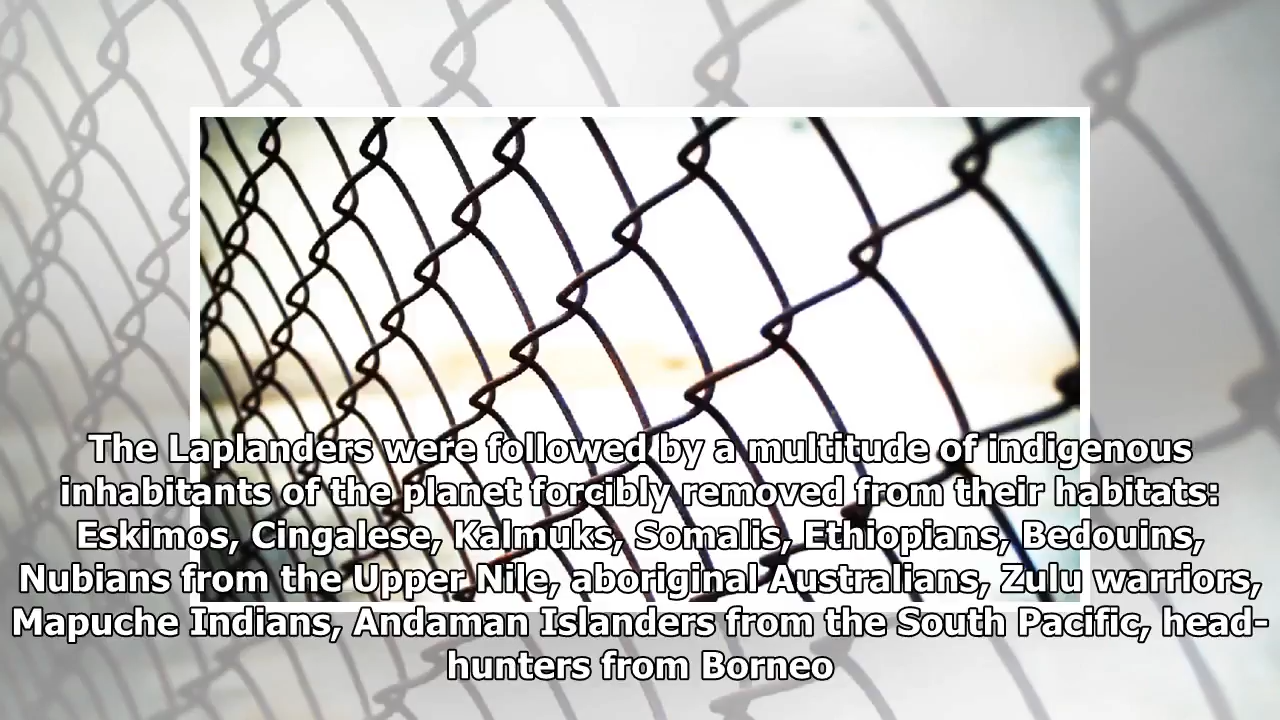 The Laplanders were followed by a multitude of indigenous
inhabitants of the planet forcibly removed from their habitats:
Eskimos, Cingalese, Kalmuks, Somalis, Ethiopians, Bedouins,
Nubians from the Upper Nile, aboriginal Australians, Zulu warriors,
Mapuche Indians, Andaman Islanders from the South Pacific, head-
hunters from Borneo